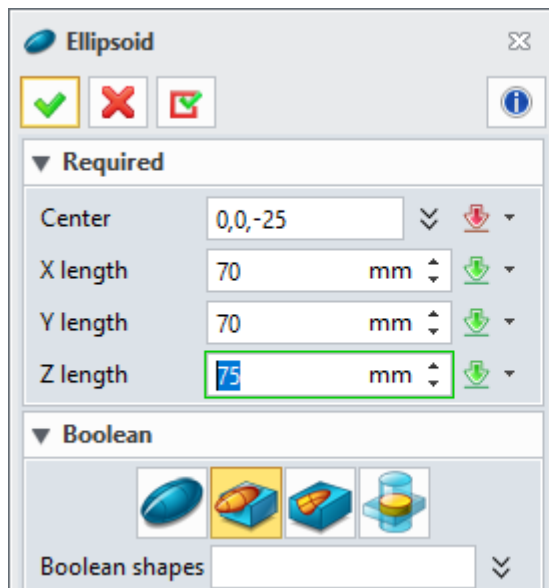 Ellipsoid
Required
Center 0,0,-25
X length 70 mm
Y length 70 mm
Z length 75 mm
Boolean
Boolean shapes